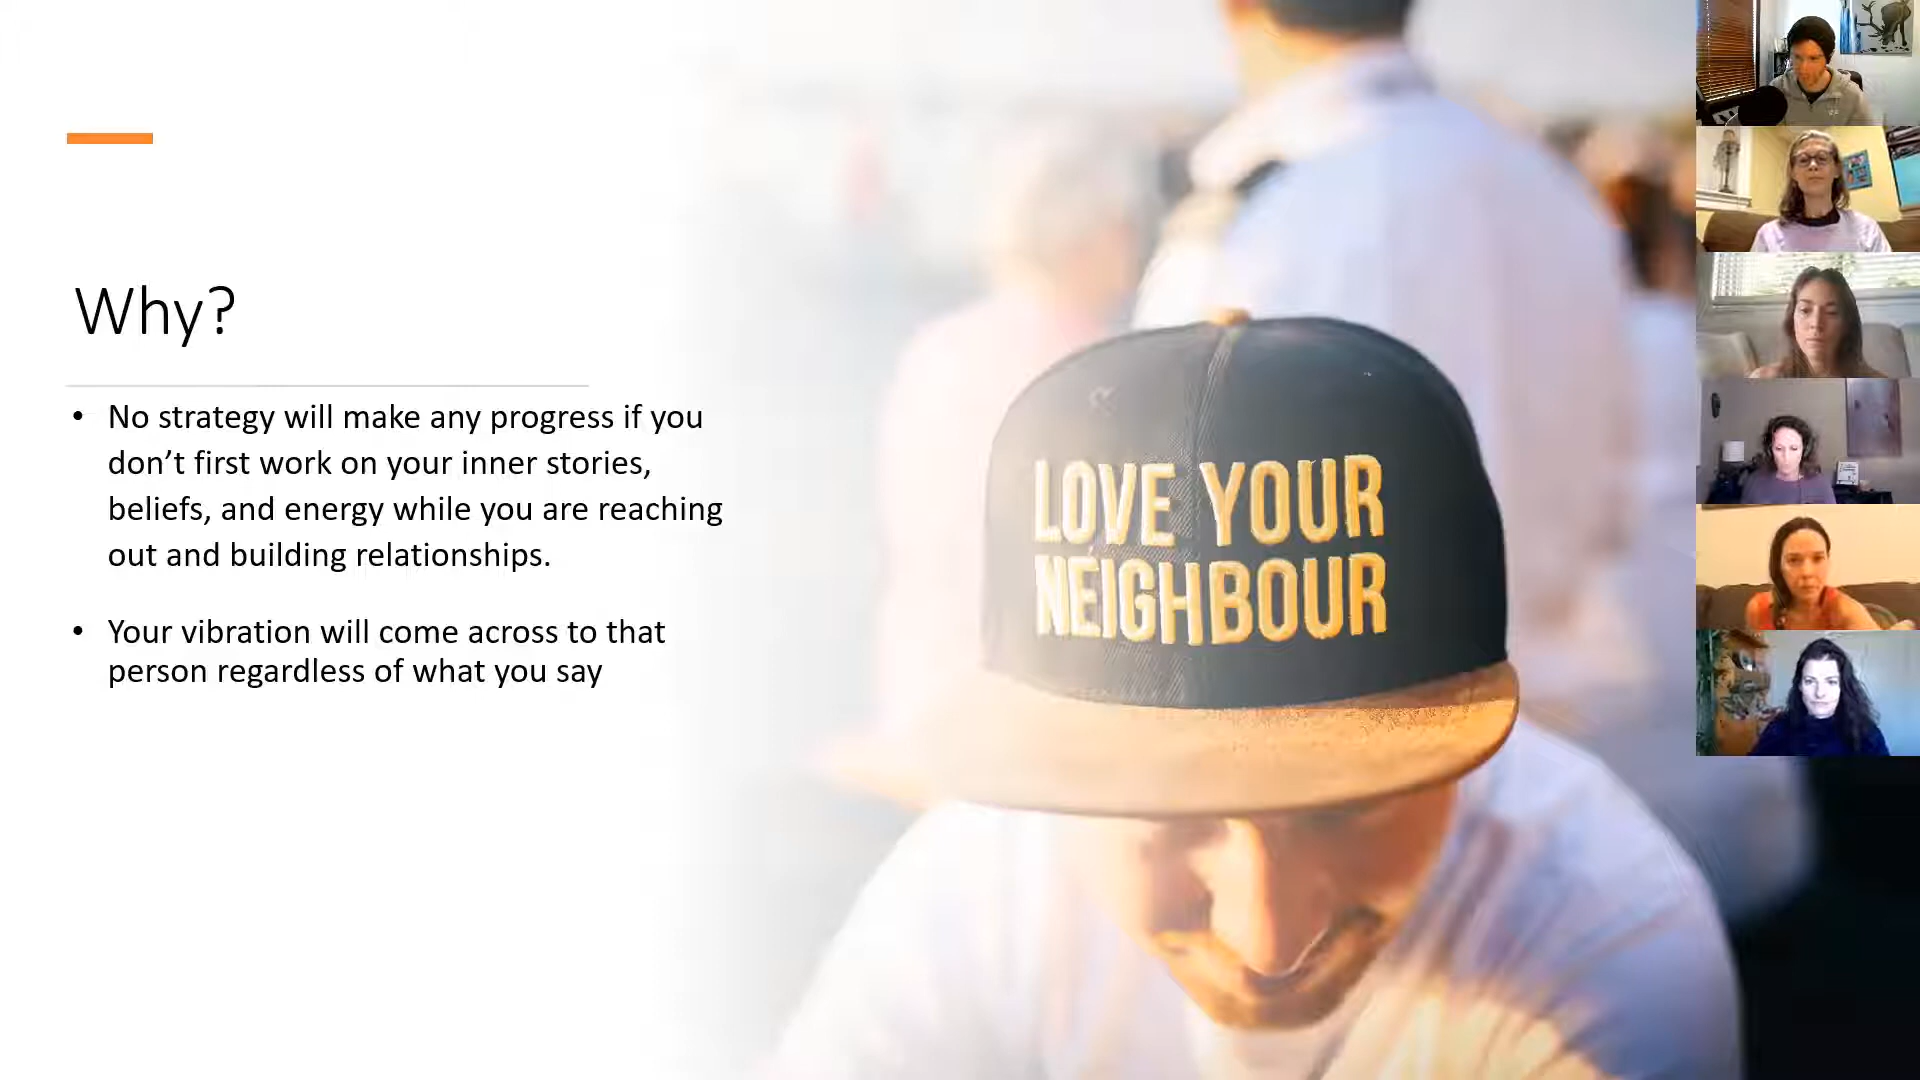 Why?
• No strategy will make any progress if you
don’t first work on your inner stories,
beliefs, and energy while you are reaching
out and building relationships.
• Your vibration will come across to that
person regardless of what you say
LOVE YOUR
NEIGHBOUR